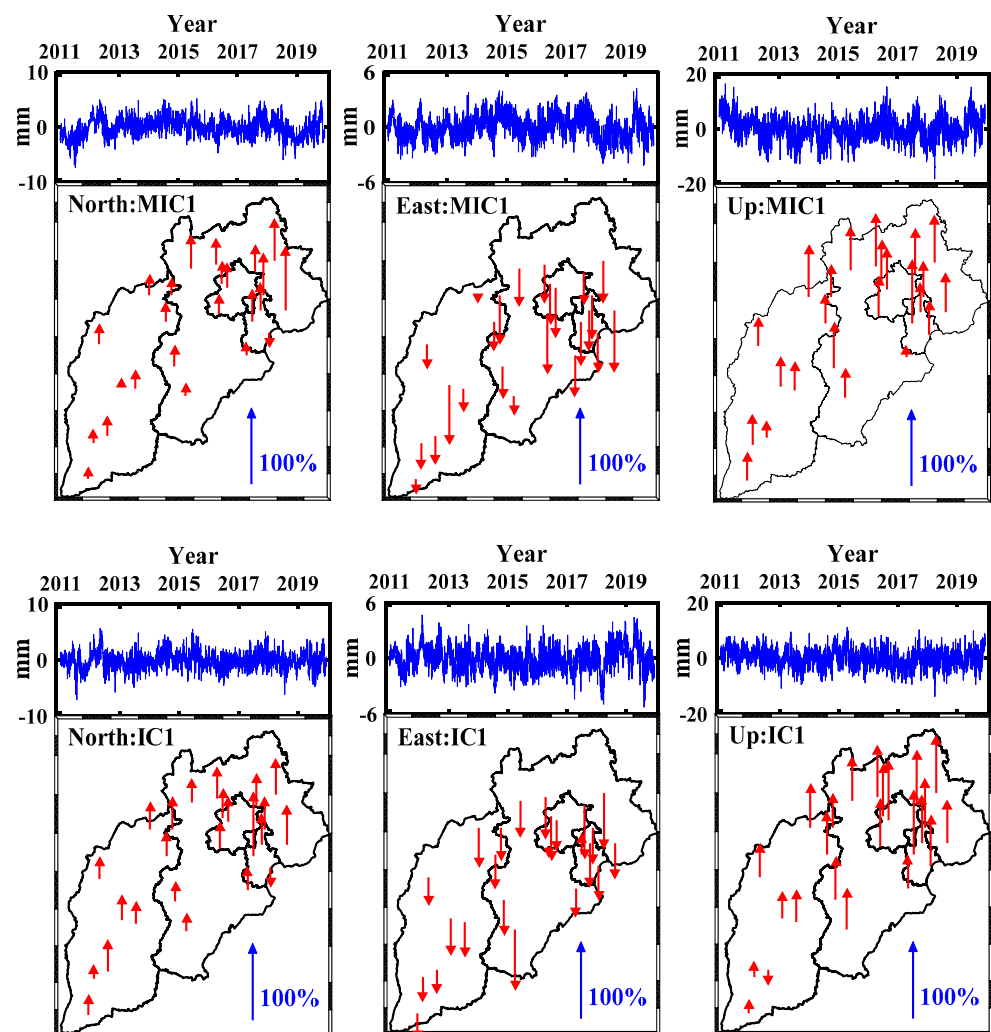 Year Year Year
2011 2013 2015 2017 2019 2011 2013 2015 2017 2019 2011 2013 2015 2017 2019
10 6 20
mm 0 mm 0 mm 0
-10 -6 -20
North:MIC1 East:MIC1 Up:MIC1
100% 100% 100%
Year Year Year
2011 2013 2015 2017 2019 2011 2013 2015 2017 2019 2011 2013 2015 2017 2019
10 6 20
mm 0 mm 0 mm 0
-10 -6 -20
North:IC1 East:IC1 Up:IC1
100% 100% 100%